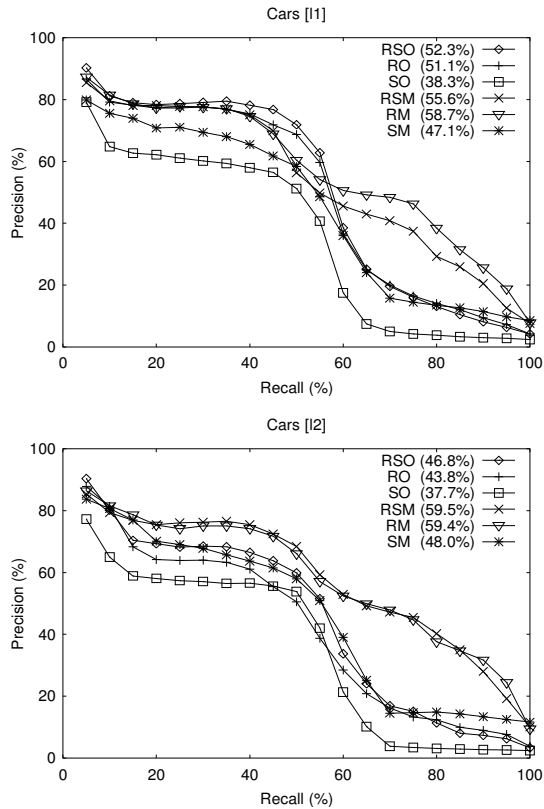 Cars [l1]
100
80
60
40
20
0
Precision (%)
RSO (52.3%)
RO (51.1%)
SO (38.3%)
RSM (55.6%)
RM (58.7%)
SM (47.1%)
0 20 40 60 80 100
Recall (%)
Cars [l2]
100
80
60
40
20
0
Precision (%)
RSO (46.8%)
RO (43.8%)
SO (37.7%)
RSM (59.5%)
RM (59.4%)
SM (48.0%)
0 20 40 60 80 100
Recall (%)